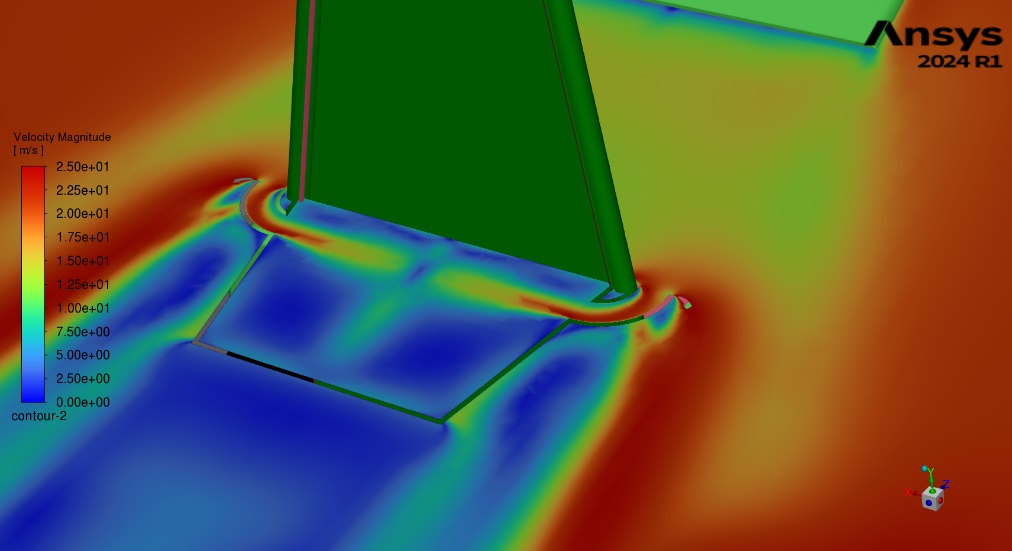 Ansys
2024 R1
Velocity Magnitude
[ m/s ]
2.50e+01
2.25e+01
2.00e+01
1.75e+01
1.50e+01
1.25e+01
1.00e+01
7.50e+00
5.00e+00
2.50e+00
0.00e+00
contour-2
Y
X
Z